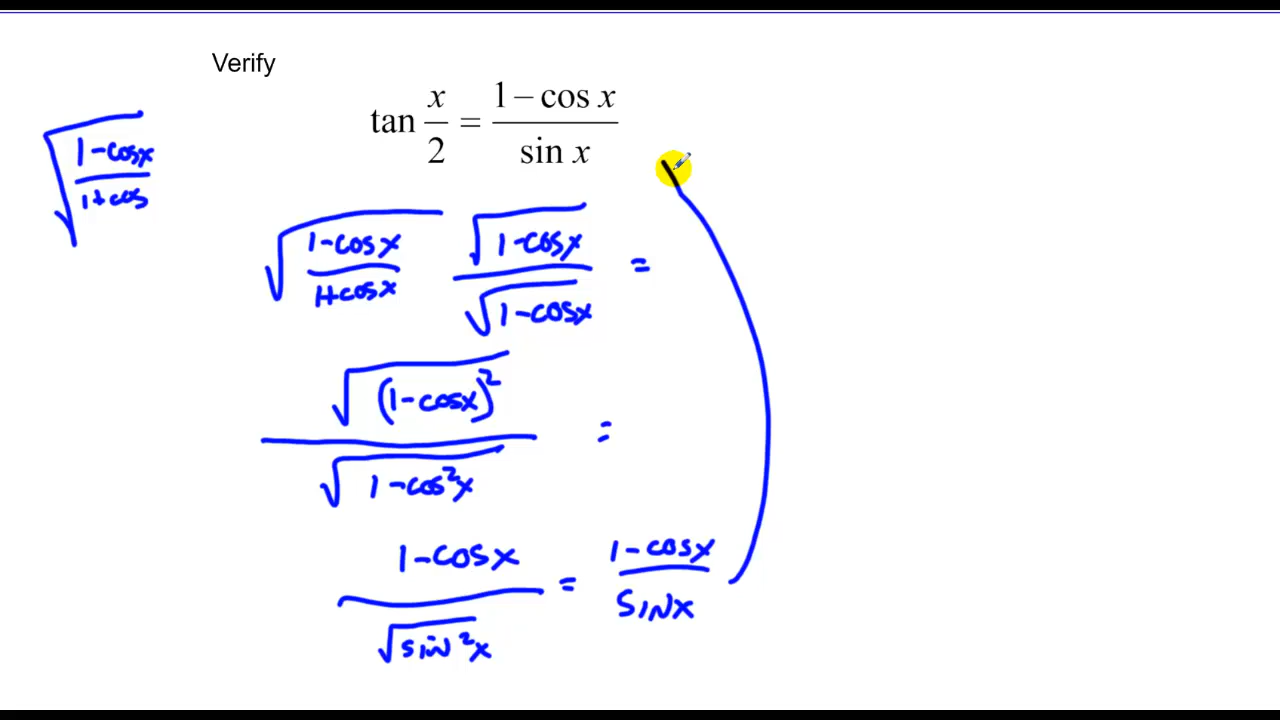 Verify
tan x/2 = (1 − cos x)/(sin x)
√((1-cosx)/(1+cos))
√((1-cosx)/(1+cosx)) √(1-cosx)/√(1-cosx) =
√((1-cosx)²)/√(1-cos²x) =
(1-cosx)/√(sin²x) = (1-cosx)/(sinx)